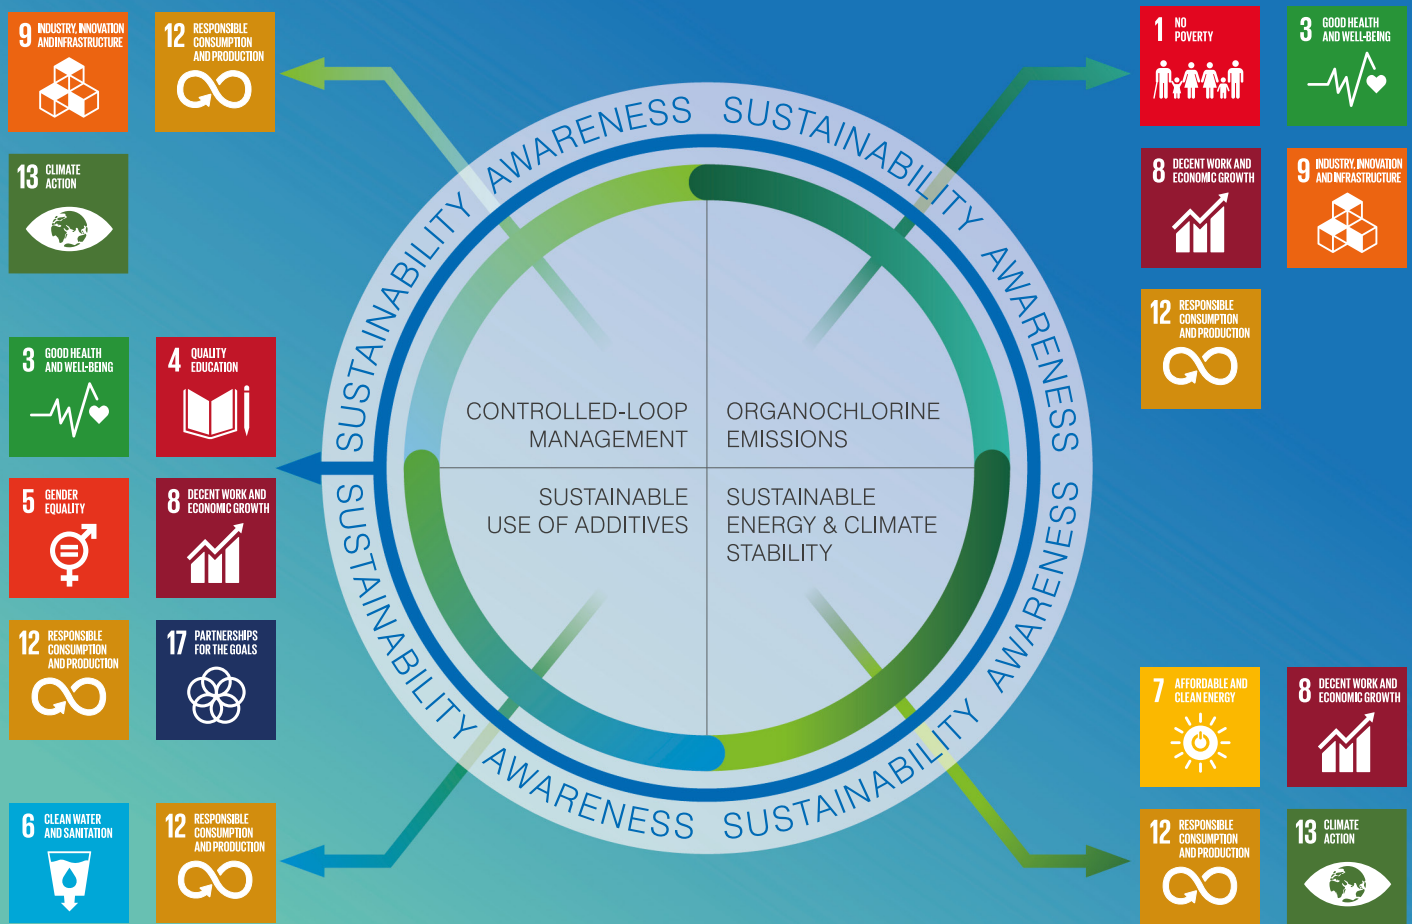 9 INDUSTRY, INNOVATION
AND INFRASTRUCTURE
12 RESPONSIBLE
CONSUMPTION
AND PRODUCTION
13 CLIMATE
ACTION
3 GOOD HEALTH
AND WELL-BEING
4 QUALITY
EDUCATION
5 GENDER
EQUALITY
8 DECENT WORK AND
ECONOMIC GROWTH
12 RESPONSIBLE
CONSUMPTION
AND PRODUCTION
17 PARTNERSHIPS
FOR THE GOALS
6 CLEAN WATER
AND SANITATION
12 RESPONSIBLE
CONSUMPTION
AND PRODUCTION
SUSTAINABILITY AWARENESS
SUSTAINABILITY AWARENESS
SUSTAINABILITY AWARENESS
SUSTAINABILITY AWARENESS
CONTROLLED-LOOP
MANAGEMENT
ORGANOCHLORINE
EMISSIONS
SUSTAINABLE
USE OF ADDITIVES
SUSTAINABLE
ENERGY & CLIMATE
STABILITY
1 NO
POVERTY
3 GOOD HEALTH
AND WELL-BEING
8 DECENT WORK AND
ECONOMIC GROWTH
9 INDUSTRY, INNOVATION
AND INFRASTRUCTURE
12 RESPONSIBLE
CONSUMPTION
AND PRODUCTION
7 AFFORDABLE AND
CLEAN ENERGY
8 DECENT WORK AND
ECONOMIC GROWTH
12 RESPONSIBLE
CONSUMPTION
AND PRODUCTION
13 CLIMATE
ACTION